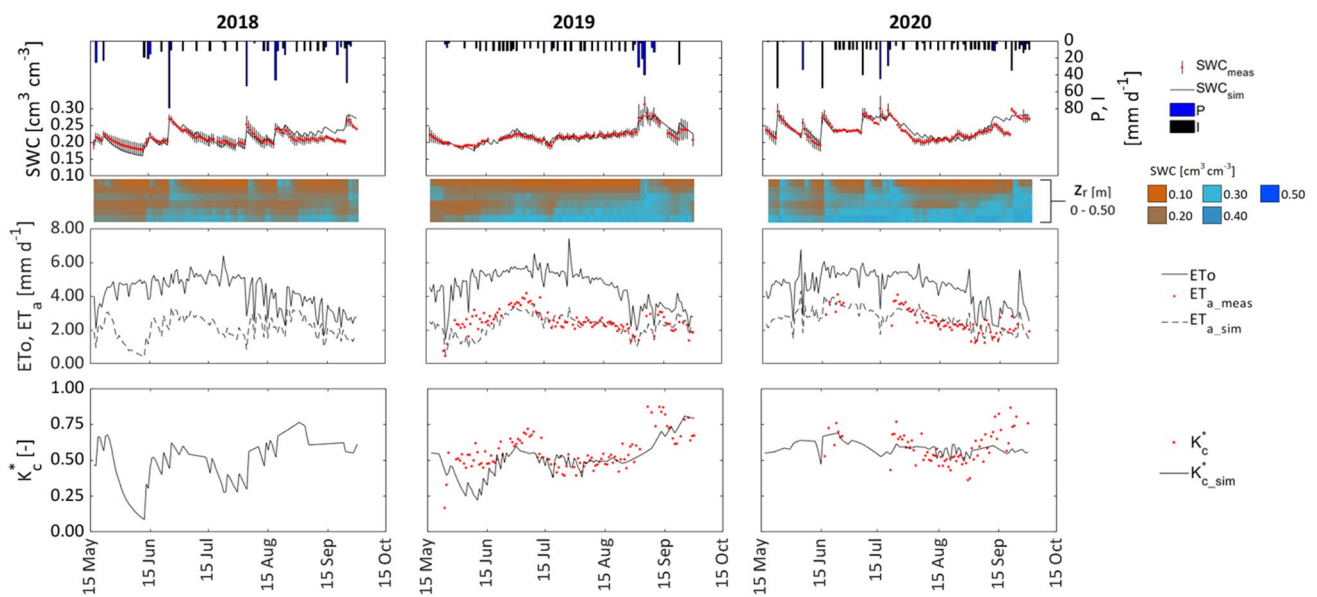 2018
2019
2020
SWC [cm³ cm⁻³]
0.30
0.25
0.20
0.15
0.10
0
20
40
60
80
P, I
[mm d⁻¹]
SWC_meas
SWC_sim
P
I
Zr [m]
0 - 0.50
SWC [cm³ cm⁻³]
0.10
0.30
0.50
0.20
0.40
ETo, ET_a [mm d⁻¹]
8.00
6.00
4.00
2.00
0.00
ETo
ET_a_meas
ET_a_sim
K*_c [-]
1.00
0.75
0.50
0.25
0.00
K*_c
K*_c_sim
15 May
15 Jun
15 Jul
15 Aug
15 Sep
15 Oct
15 May
15 Jun
15 Jul
15 Aug
15 Sep
15 Oct
15 May
15 Jun
15 Jul
15 Aug
15 Sep
15 Oct